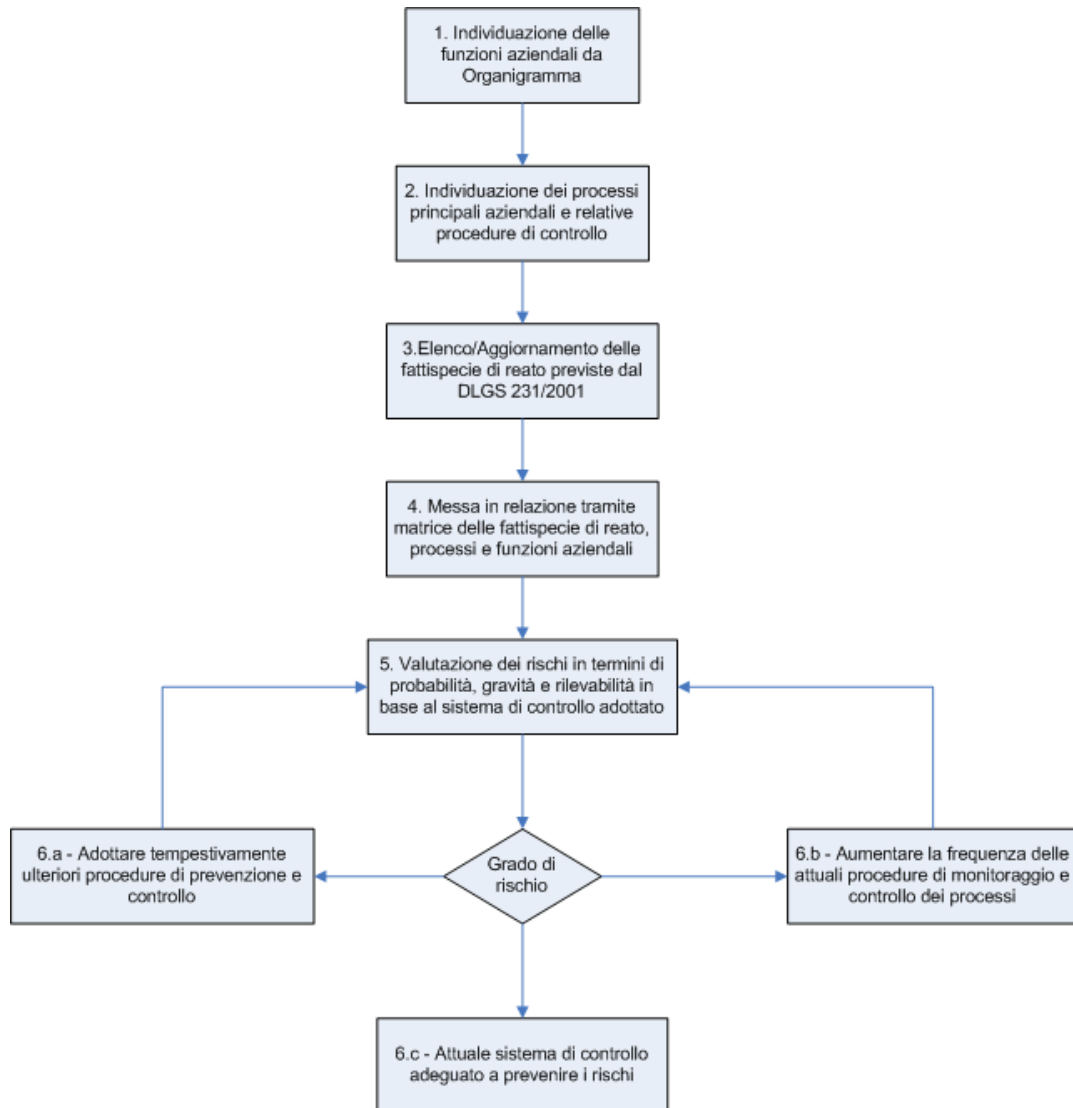 1. Individuazione delle
funzioni aziendali da
Organigramma
2. Individuazione dei processi
principali aziendali e relative
procedure di controllo
3.Elenco/Aggiornamento delle
fattispecie di reato previste dal
DLGS 231/2001
4. Messa in relazione tramite
matrice delle fattispecie di reato,
processi e funzioni aziendali
5. Valutazione dei rischi in termini di
probabilità, gravità e rilevabilità in
base al sistema di controllo adottato
6.a - Adottare tempestivamente
ulteriori procedure di prevenzione e
controllo
Grado di
rischio
6.b - Aumentare la frequenza delle
attuali procedure di monitoraggio e
controllo dei processi
6.c - Attuale sistema di controllo
adeguato a prevenire i rischi